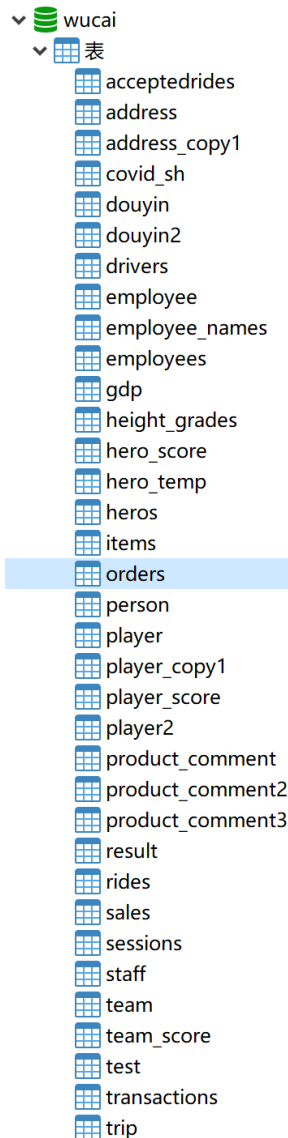 wucai
表
acceptedrides
address
address_copy1
covid_sh
douyin
douyin2
drivers
employee
employee_names
employees
gdp
height_grades
hero_score
hero_temp
heros
items
orders
person
player
player_copy1
player_score
player2
product_comment
product_comment2
product_comment3
result
rides
sales
sessions
staff
team
team_score
test
transactions
trip